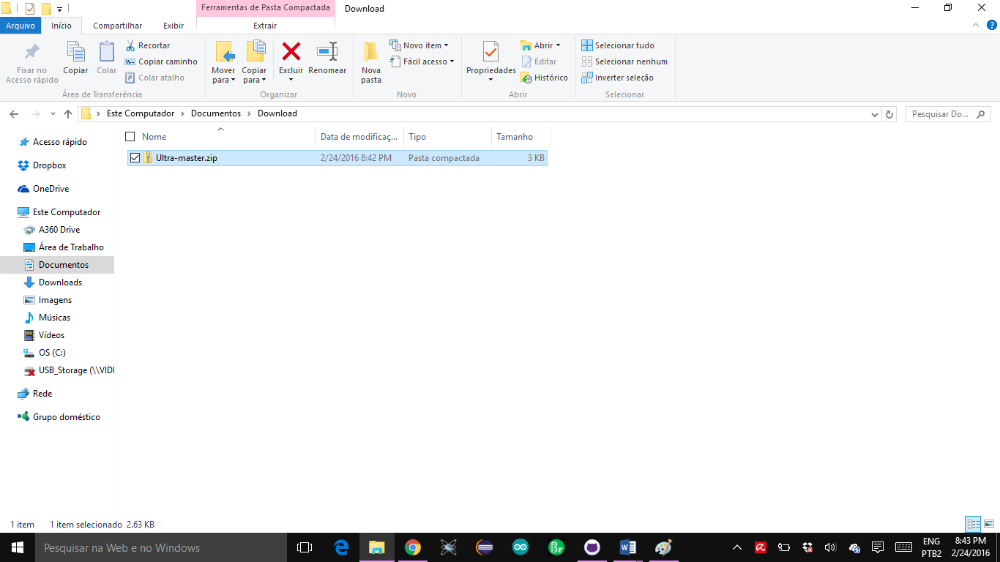 Ferramentas de Pasta Compactada
Download
Arquivo
Início
Compartilhar
Exibir
Extrair
Fixar no
Acesso rápido
Copiar
Colar
Recortar
Copiar caminho
Colar atalho
Área de Transferência
Mover
para
Copiar
para
Excluir
Renomear
Organizar
Nova
pasta
Novo item
Fácil acesso
Novo
Propriedades
Abrir
Editar
Histórico
Abrir
Selecionar tudo
Selecionar nenhum
Inverter seleção
Selecionar
Este Computador
Documentos
Download
Pesquisar Do...
Nome
Data de modificaç...
Tipo
Tamanho
Ultra-master.zip
2/24/2016 8:42 PM
Pasta compactada
3 KB
Acesso rápido
Dropbox
OneDrive
Este Computador
A360 Drive
Área de Trabalho
Documentos
Downloads
Imagens
Músicas
Vídeos
OS (C:)
USB_Storage (\\VIDI
Rede
Grupo doméstico
1 item
1 item selecionado 2.63 KB
Pesquisar na Web e no Windows
ENG
PTB2
8:43 PM
2/24/2016